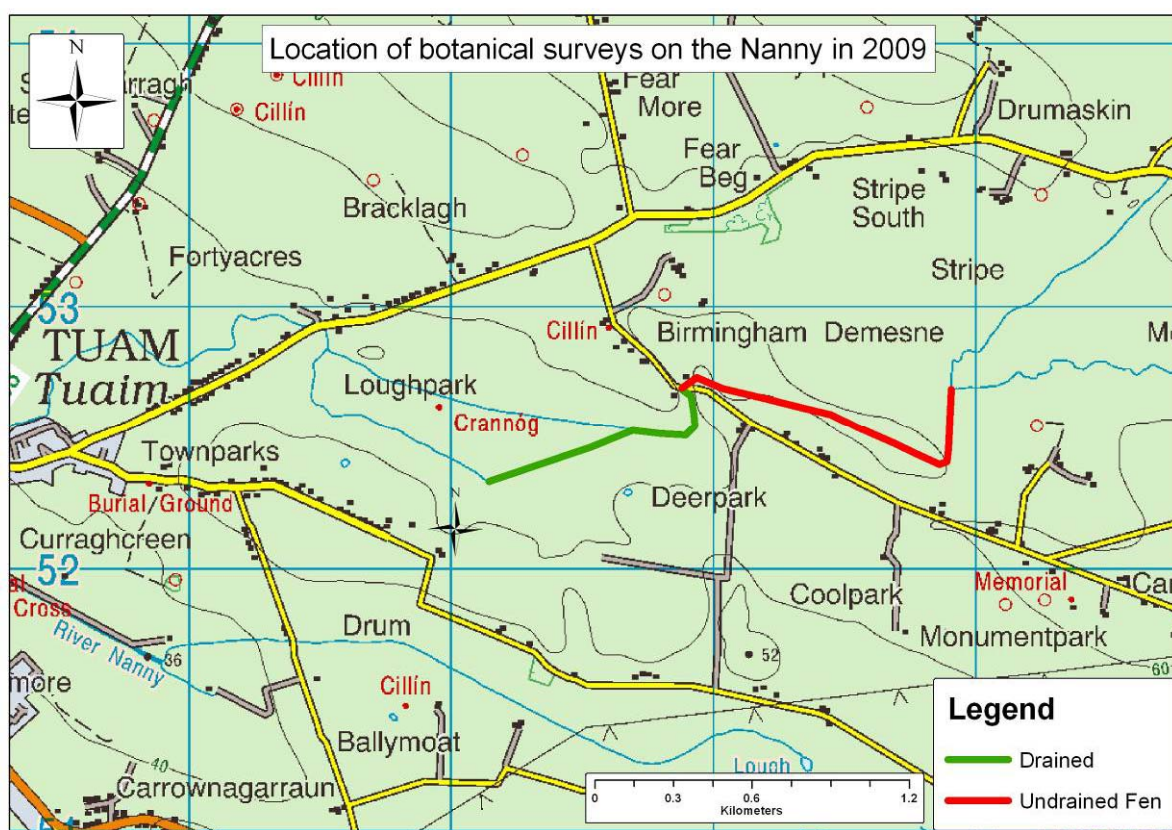 Location of botanical surveys on the Nanny in 2009
N
Cillín
Cillín
Fear
More
Drumaskin
Fear
Beg
Bracklagh
Stripe
South
Fortyacres
Stripe
53
Cillín
Birmingham Demesne
TUAM
Tuaim
Loughpark
Crannóg
Townparks
Burial Ground
N
Deerpark
Curraghcreen
52
Cross
Memorial
Coolpark
Drum
Monumentpark
River Nanny
36
52
60
Cillín
Legend
Ballymoat
Drained
Lough
40
Carrownagarraun
0 0.3 0.6 1.2
Kilometers
Undrained Fen